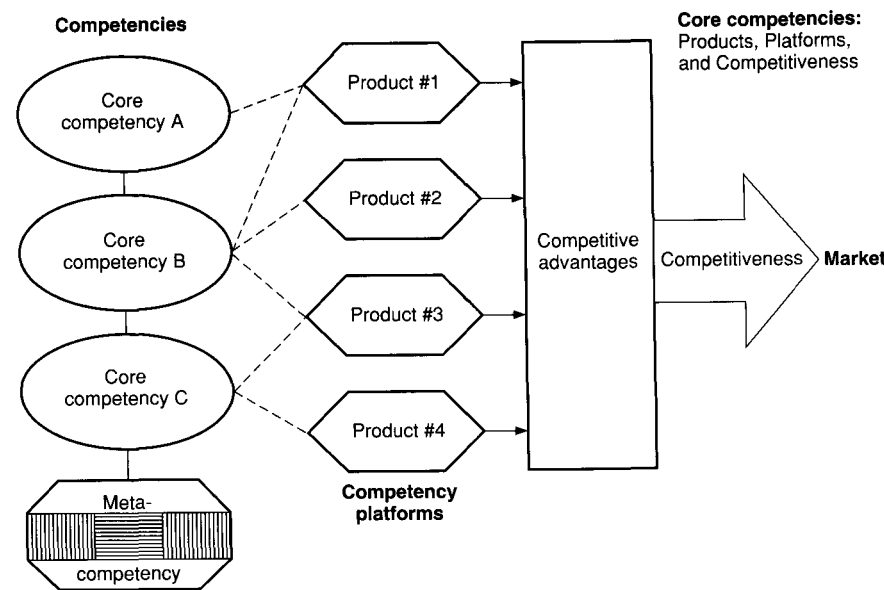 Competencies
Core competencies:
Products, Platforms,
and Competitiveness
Core
competency A
Product #1
Product #2
Core
competency B
Competitive
advantages
Competitiveness
Market
Product #3
Core
competency C
Product #4
Meta-
competency
Competency
platforms